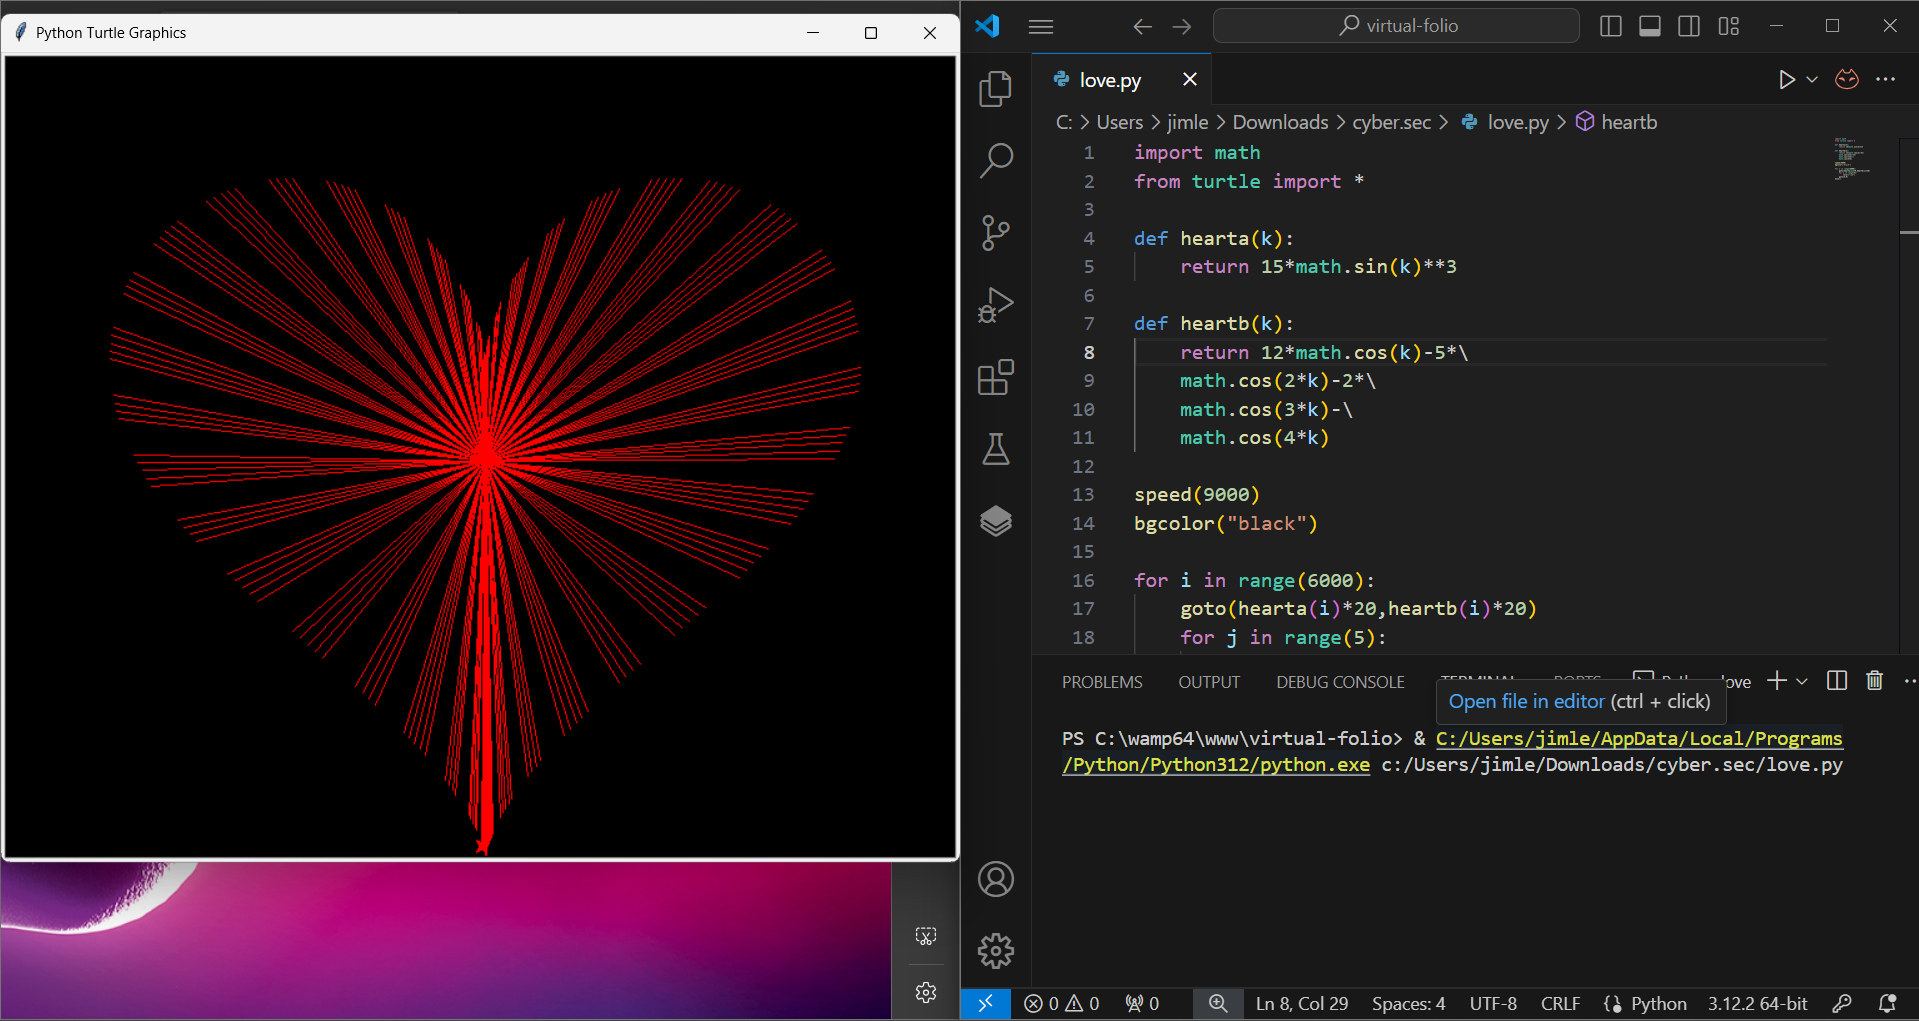 Python Turtle Graphics
virtual-folio
love.py
C: > Users > jimle > Downloads > cyber.sec > love.py > heartb
1 import math
2 from turtle import *
3
4 def hearta(k):
5 return 15*math.sin(k)**3
6
7 def heartb(k):
8 return 12*math.cos(k)-5*\
9 math.cos(2*k)-2*\
10 math.cos(3*k)-\
11 math.cos(4*k)
12
13 speed(9000)
14 bgcolor("black")
15
16 for i in range(6000):
17 goto(hearta(i)*20,heartb(i)*20)
18 for j in range(5):
PROBLEMS OUTPUT DEBUG CONSOLE TERMINAL PORTS love
Open file in editor (ctrl + click)
PS C:\wamp64\www\virtual-folio> & C:/Users/jimle/AppData/Local/Programs
/Python/Python312/python.exe c:/Users/jimle/Downloads/cyber.sec/love.py
0 0 0 Ln 8, Col 29 Spaces: 4 UTF-8 CRLF Python 3.12.2 64-bit